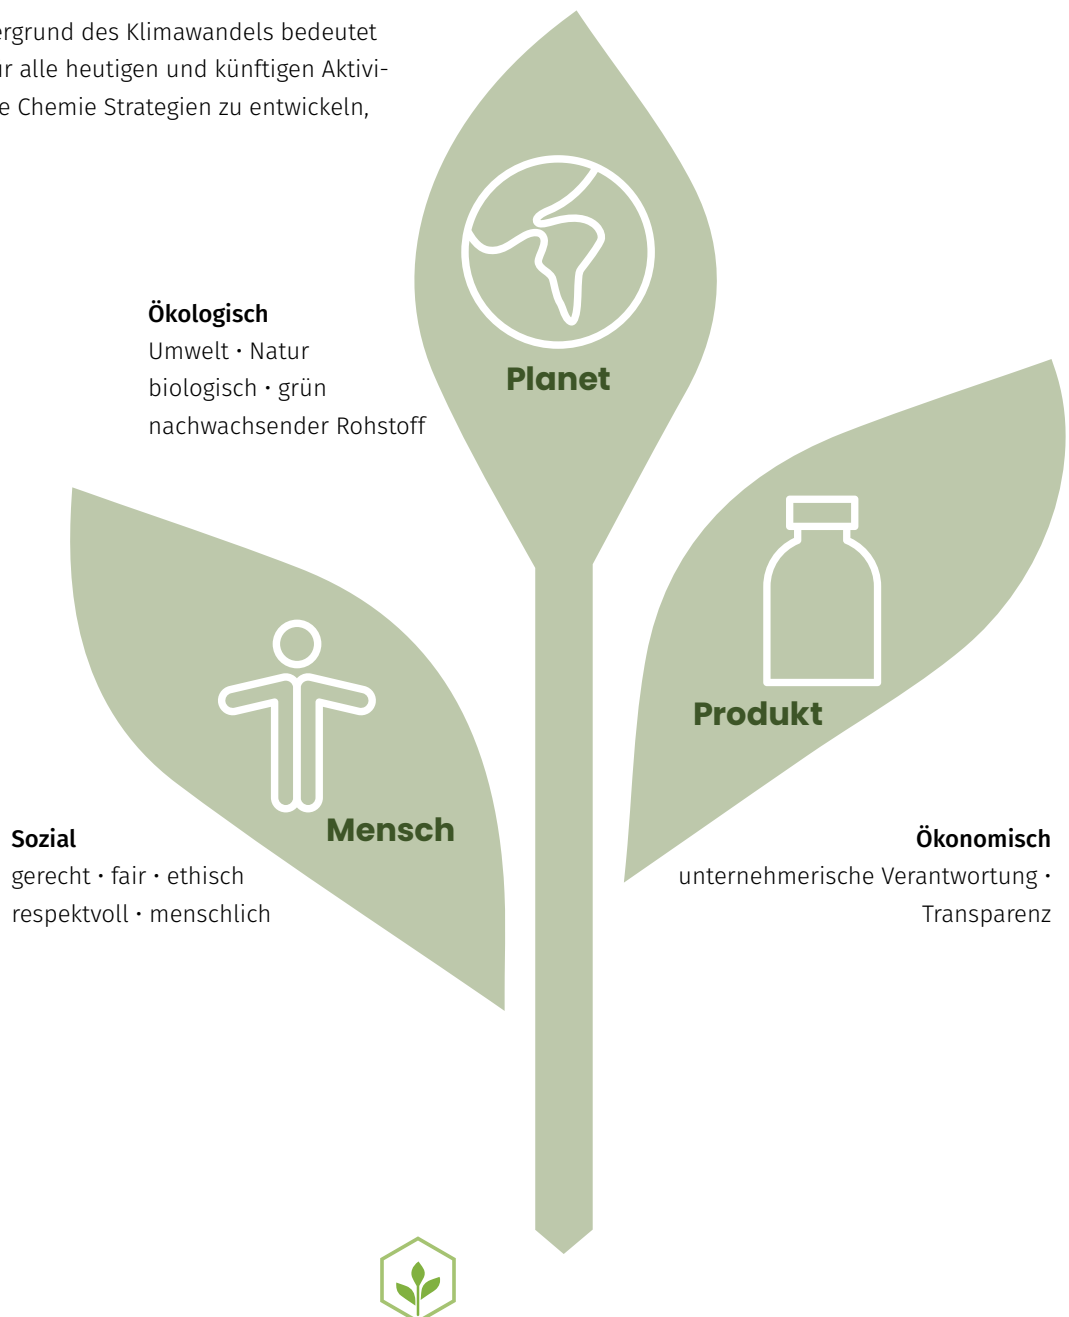 ergrund des Klimawandels bedeutet
ür alle heutigen und künftigen Aktivi-
e Chemie Strategien zu entwickeln,
Ökologisch
Umwelt · Natur
biologisch · grün
nachwachsender Rohstoff
Planet
Produkt
Mensch
Sozial
gerecht · fair · ethisch
respektvoll · menschlich
Ökonomisch
unternehmerische Verantwortung ·
Transparenz